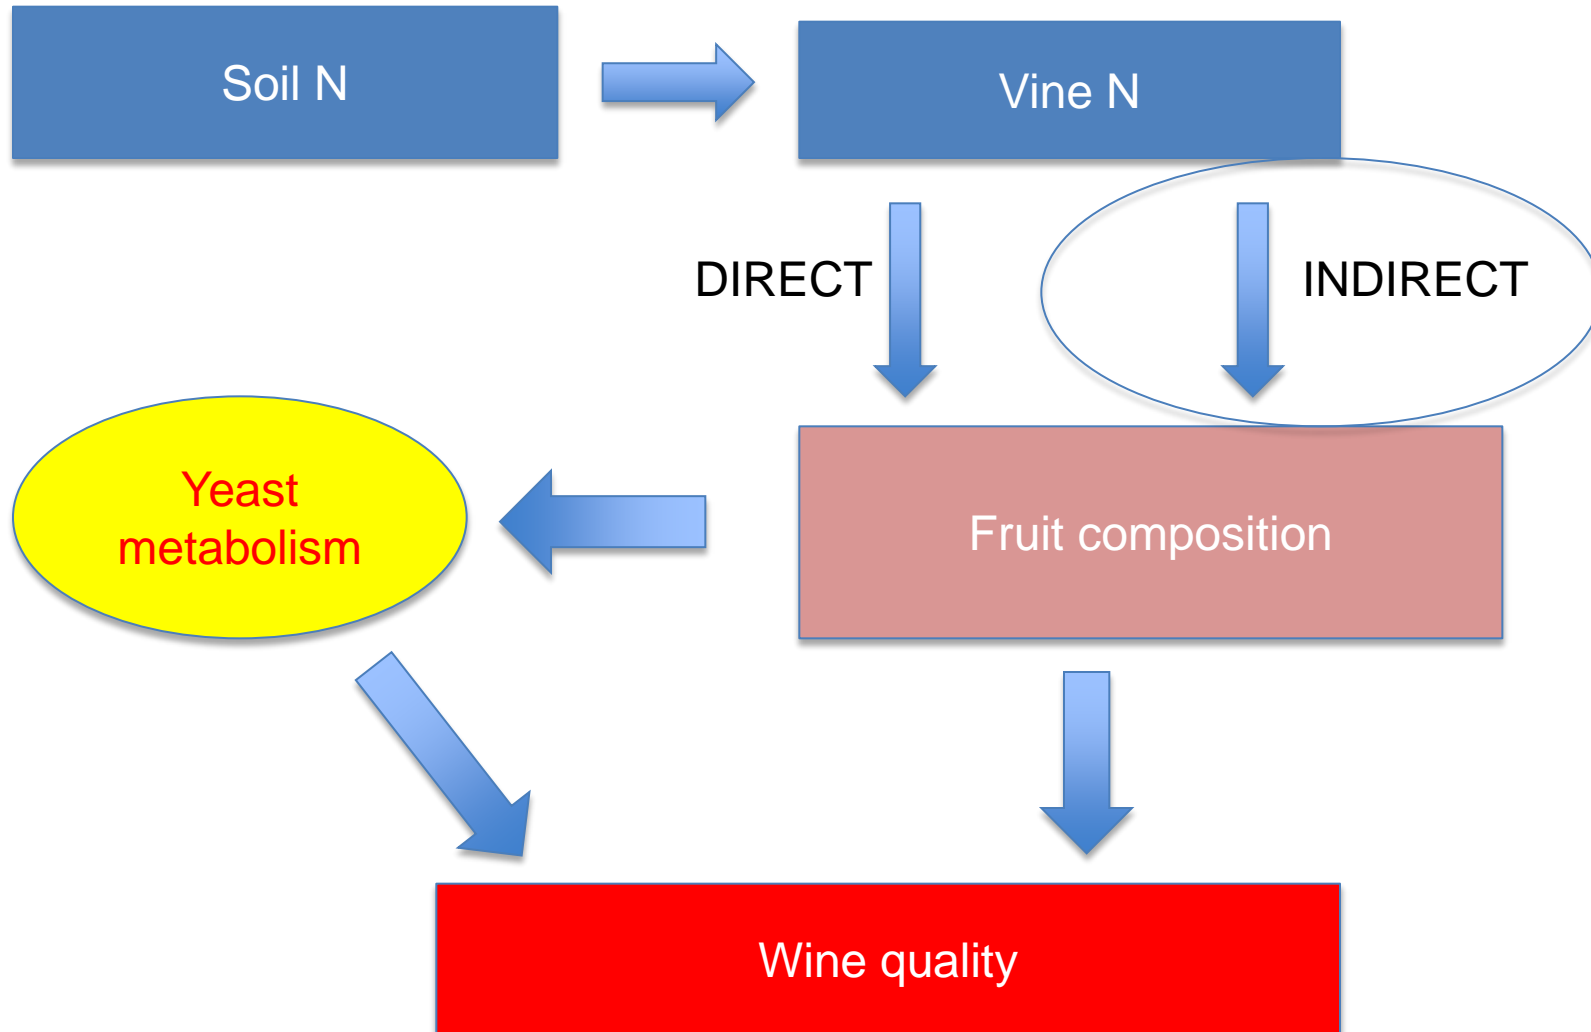 Soil N
Vine N
DIRECT
INDIRECT
Yeast
metabolism
Fruit composition
Wine quality